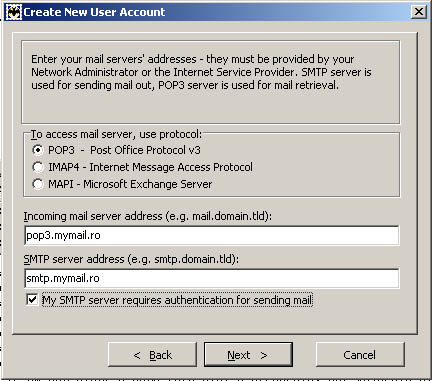 Create New User Account
Enter your mail servers' addresses - they must be provided by your
Network Administrator or the Internet Service Provider. SMTP server is
used for sending mail out, POP3 server is used for mail retrieval.
To access mail server, use protocol:
POP3 - Post Office Protocol v3
IMAP4 - Internet Message Access Protocol
MAPI - Microsoft Exchange Server
Incoming mail server address (e.g. mail.domain.tld):
pop3.mymail.ro
SMTP server address (e.g. smtp.domain.tld):
smtp.mymail.ro
My SMTP server requires authentication for sending mail
< Back
Next >
Cancel